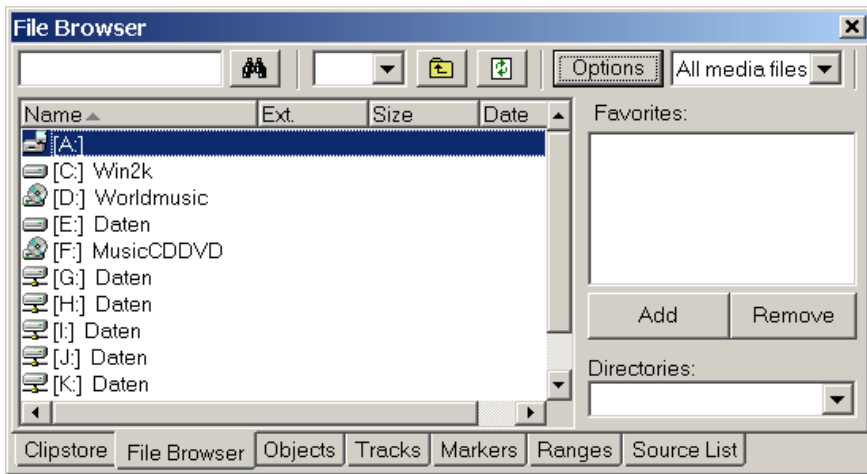 File Browser
Options All media files
Name Ext. Size Date
[A:]
[C:] Win2k
[D:] Worldmusic
[E:] Daten
[F:] MusicCDDVD
[G:] Daten
[H:] Daten
[I:] Daten
[J:] Daten
[K:] Daten
Favorites:
Add Remove
Directories:
Clipstore File Browser Objects Tracks Markers Ranges Source List